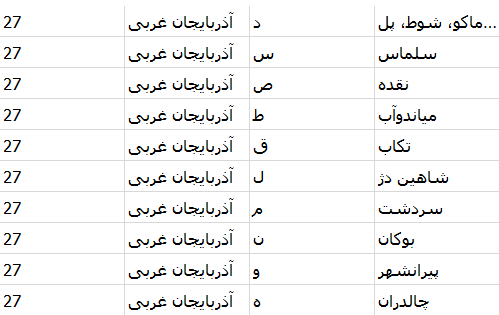 27 آذربایجان غربی د ماکو، شوط، پل...
27 آذربایجان غربی س سلماس
27 آذربایجان غربی ص نقده
27 آذربایجان غربی ط میاندوآب
27 آذربایجان غربی ق تکاب
27 آذربایجان غربی ل شاهین دژ
27 آذربایجان غربی م سردشت
27 آذربایجان غربی ن بوکان
27 آذربایجان غربی و پیرانشهر
27 آذربایجان غربی ه چالدران